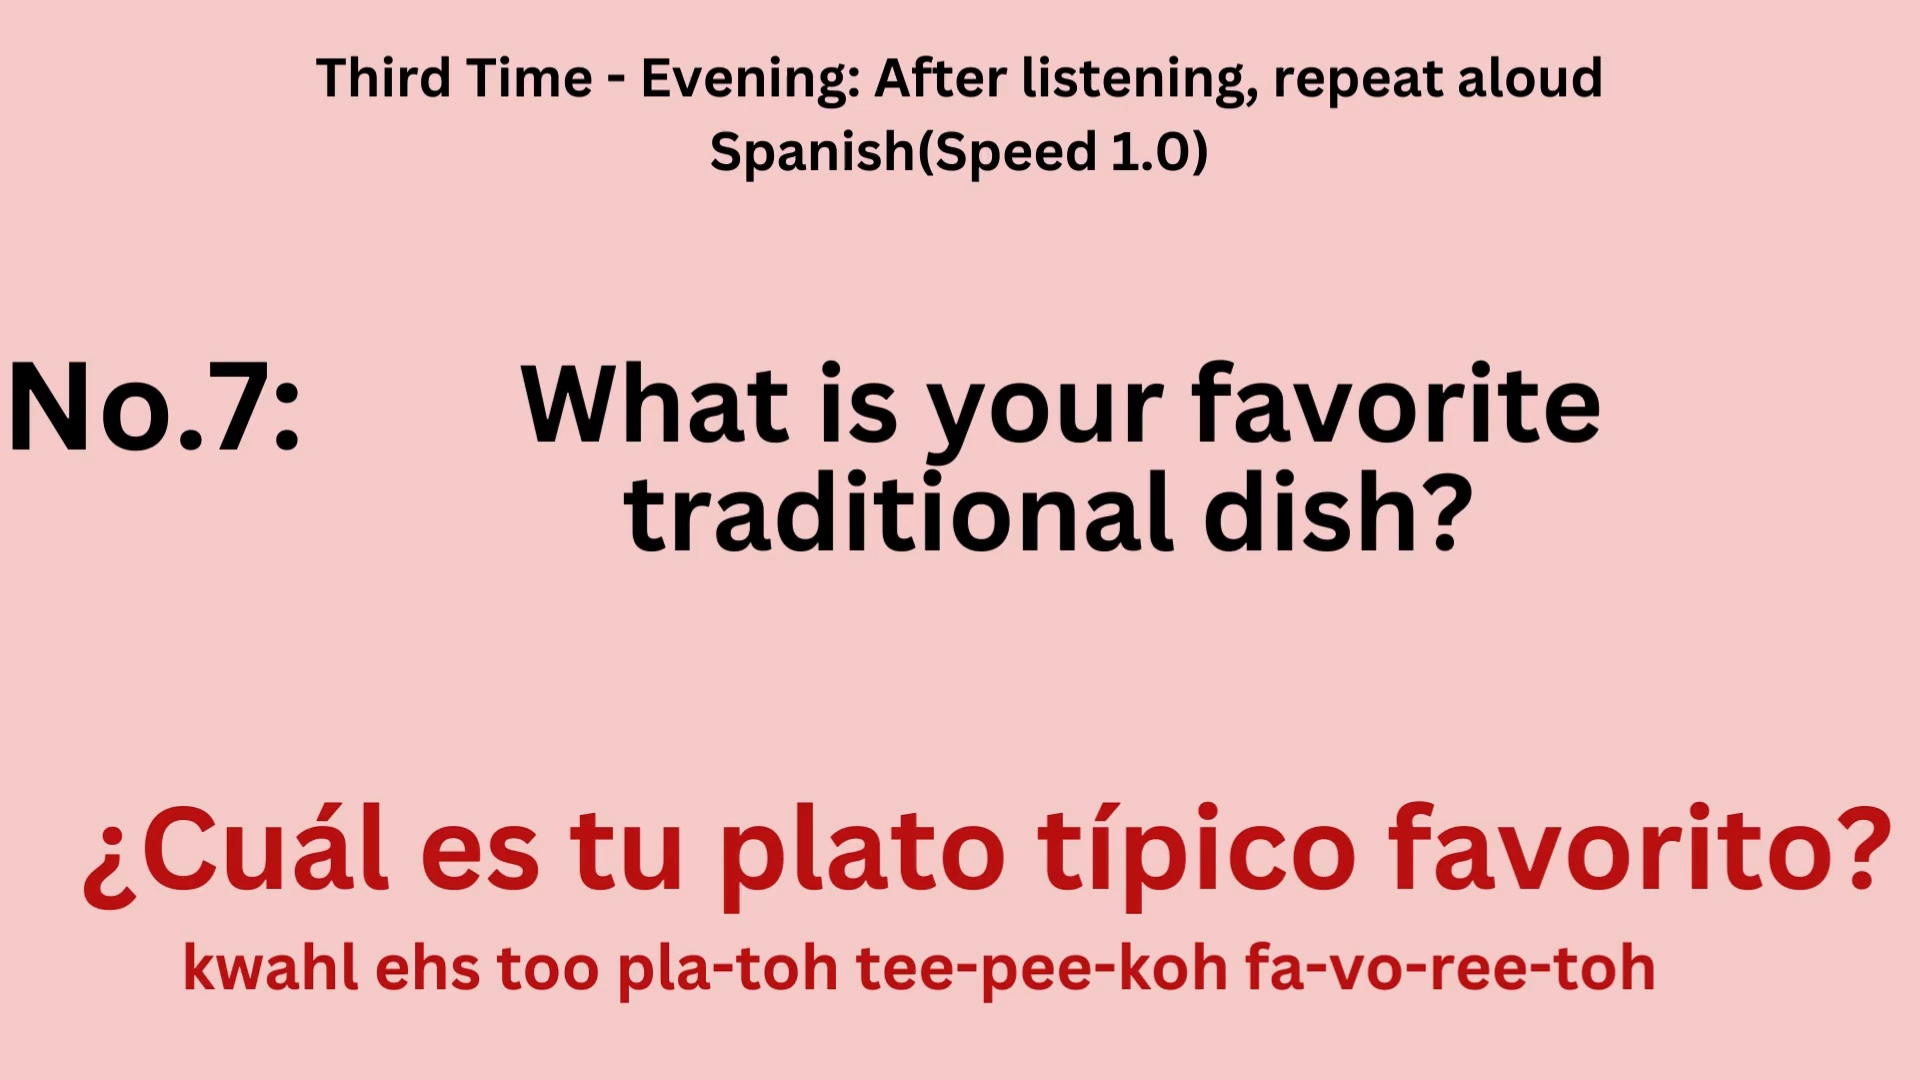 Third Time - Evening: After listening, repeat aloud
Spanish(Speed 1.0)
No.7:
What is your favorite
traditional dish?
¿Cuál es tu plato típico favorito?
kwahl ehs too pla-toh tee-pee-koh fa-vo-ree-toh